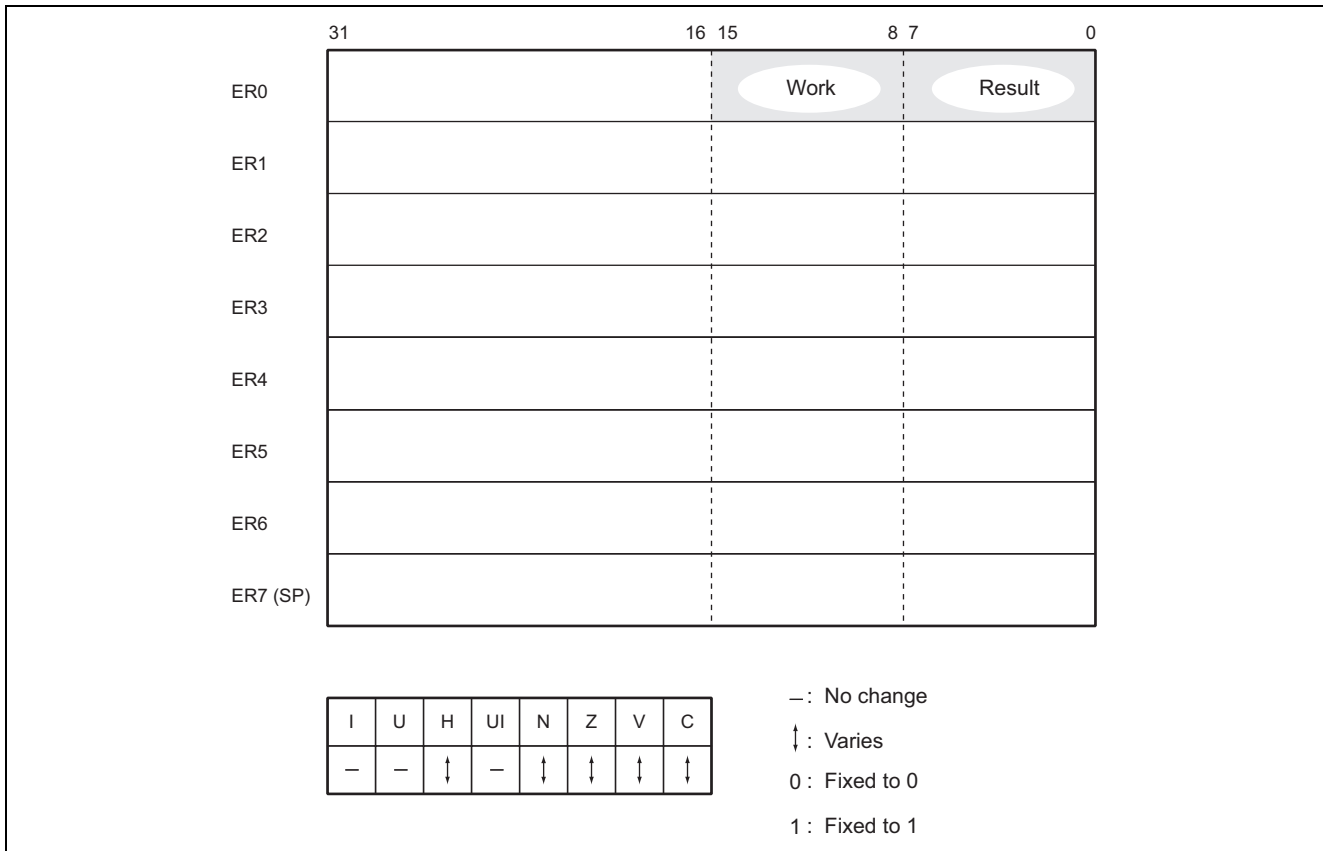 31 16 15 8 7 0
ER0 Work Result
ER1
ER2
ER3
ER4
ER5
ER6
ER7 (SP)
I U H UI N Z V C
– – ↕ – ↕ ↕ ↕ ↕
–: No change
↕: Varies
0 : Fixed to 0
1 : Fixed to 1